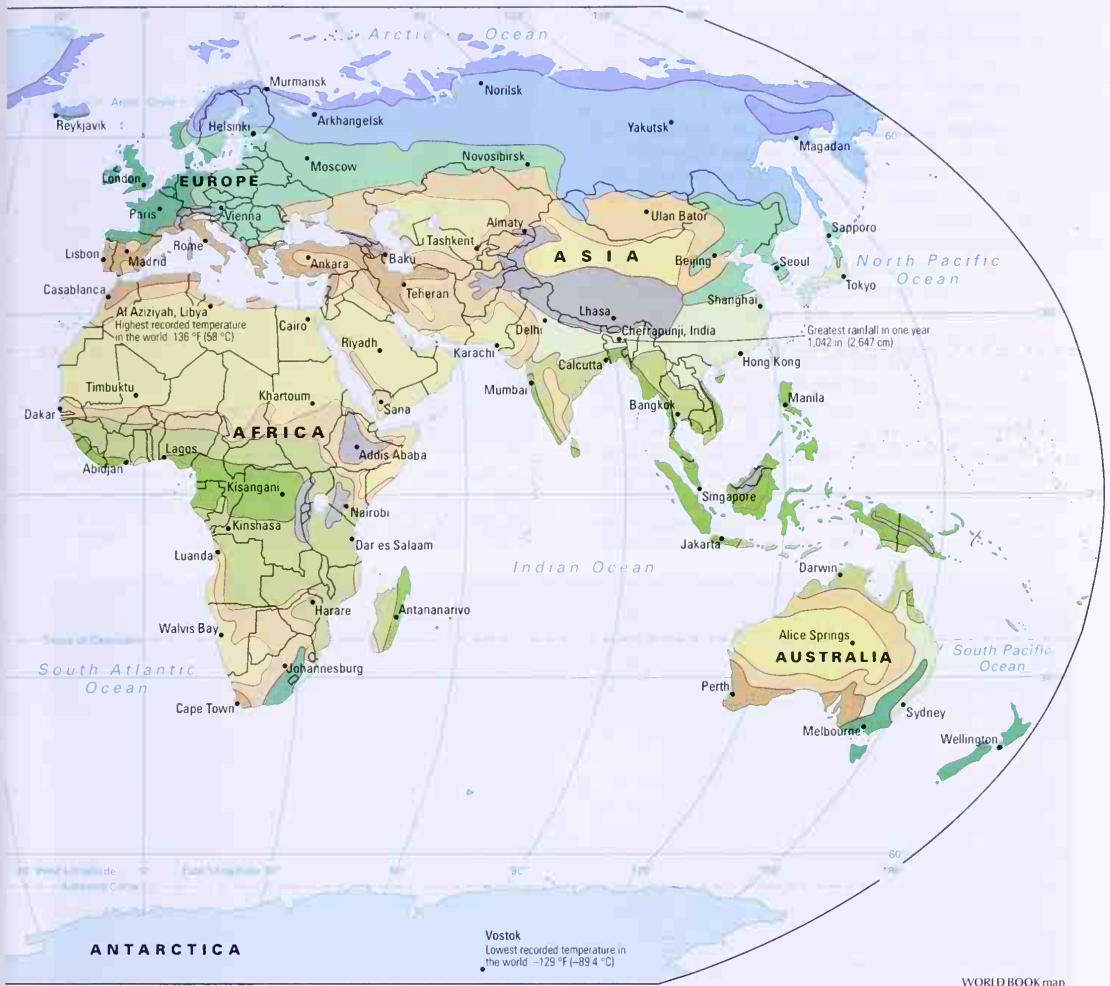 Arctic Ocean
Murmansk
Norilsk
Reykjavik
Helsinki
Arkhangelsk
Yakutsk
60°
Magadan
Moscow
Novosibirsk
London
EUROPE
Paris
Vienna
Almaty
Ulan Bator
Sapporo
Lisbon
Madrid
Rome
Ankara
Baku
Tashkent
ASIA
Beijing
Seoul
North Pacific
Ocean
Tokyo
Casablanca
Teheran
Shanghai
Al Aziziyah, Libya
Highest recorded temperature
in the world 136 °F (58 °C)
Cairo
Lhasa
Delhi
Cherrapunji, India
Greatest rainfall in one year
1,042 in (2,647 cm)
Riyadh
Karachi
Calcutta
Hong Kong
Timbuktu
Khartoum
Mumbai
Dakar
Sana
Bangkok
Manila
AFRICA
Lagos
Addis Ababa
Abidjan
Kisangani
Singapore
Nairobi
Kinshasa
Luanda
Dar es Salaam
Jakarta
Indian Ocean
Darwin
Harare
Antananarivo
Walvis Bay
Alice Springs
AUSTRALIA
South Pacific
Ocean
South Atlantic
Ocean
Johannesburg
Perth
Cape Town
Sydney
Melbourne
Wellington
60°
90°
ANTARCTICA
Vostok
Lowest recorded temperature in
the world −129 °F (−89.4 °C)
WORLD BOOK map